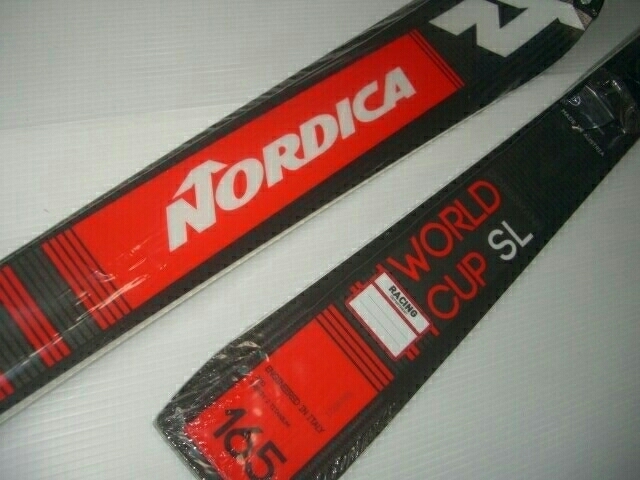 NORDICA
WORLD
CUP SL
RACING
ENGINEERED IN ITALY
165